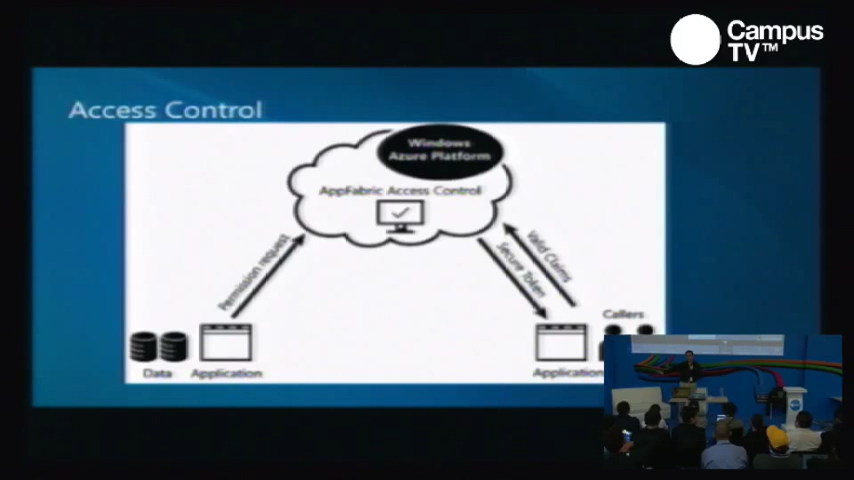 Campus
TV™
Access Control
Windows
Azure Platform
AppFabric Access Control
Permission request
Valid Claims
Secure Token
Callers
Data
Application
Application